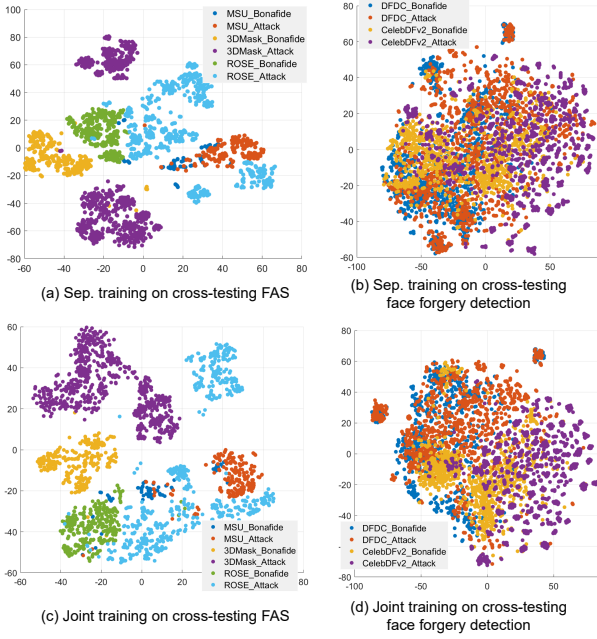 100
80
60
40
20
0
-20
-40
-60
-80
-60
-40
-20
0
20
40
60
80
MSU_Bonafide
MSU_Attack
3DMask_Bonafide
3DMask_Attack
ROSE_Bonafide
ROSE_Attack
(a) Sep. training on cross-testing FAS
80
60
40
20
0
-20
-40
-60
-100
-50
0
50
DFDC_Bonafide
DFDC_Attack
CelebDFv2_Bonafide
CelebDFv2_Attack
(b) Sep. training on cross-testing
face forgery detection
60
40
20
0
-20
-40
-60
-60
-40
-20
0
20
40
60
80
MSU_Bonafide
MSU_Attack
3DMask_Bonafide
3DMask_Attack
ROSE_Bonafide
ROSE_Attack
(c) Joint training on cross-testing FAS
80
60
40
20
0
-20
-40
-80
-100
-50
0
50
DFDC_Bonafide
DFDC_Attack
CelebDFv2_Bonafide
CelebDFv2_Attack
(d) Joint training on cross-testing
face forgery detection